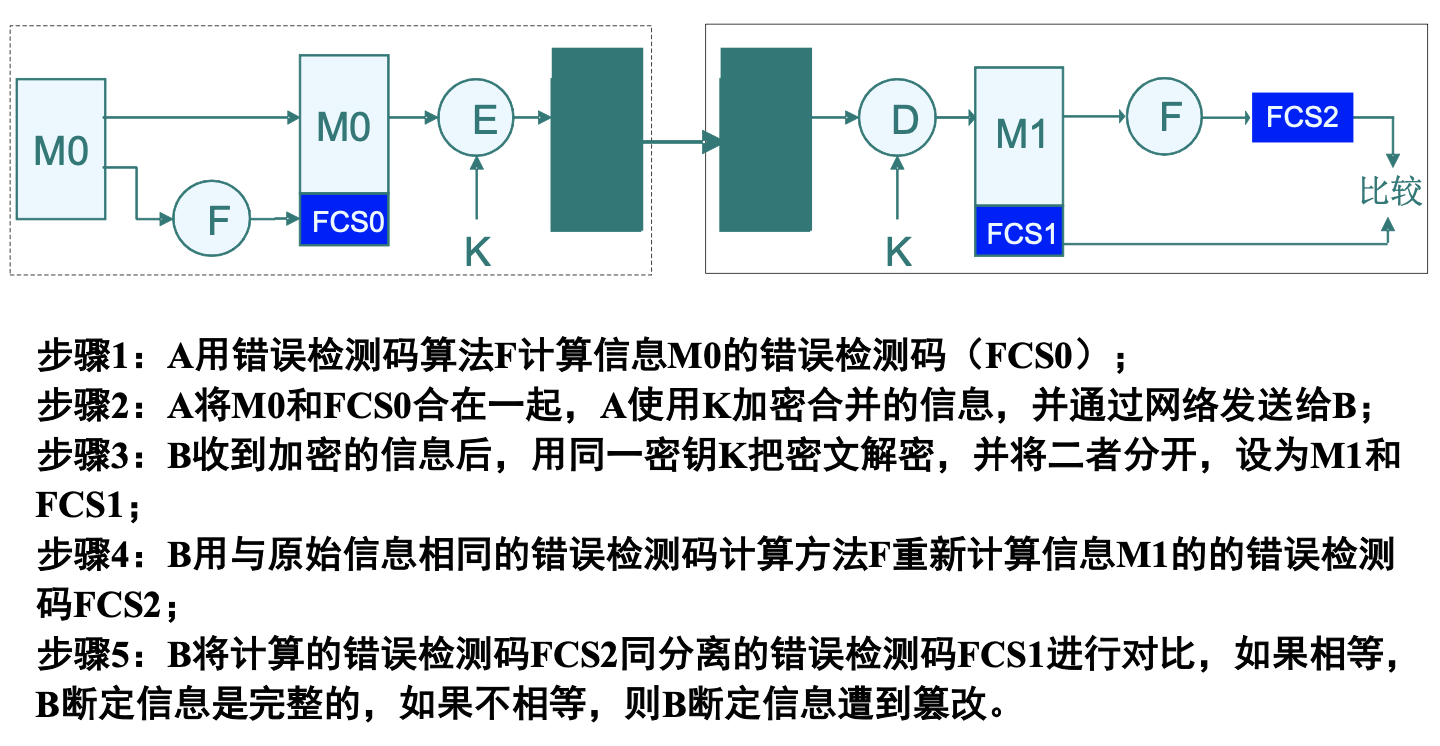 M0
F
M0
FCS0
E
K
D
K
M1
FCS1
F
FCS2
比较
步骤1：A用错误检测码算法F计算信息M0的错误检测码（FCS0）；
步骤2：A将M0和FCS0合在一起，A使用K加密合并的信息，并通过网络发送给B；
步骤3：B收到加密的信息后，用同一密钥K把密文解密，并将二者分开，设为M1和
FCS1；
步骤4：B用与原始信息相同的错误检测码计算方法F重新计算信息M1的的错误检测
码FCS2；
步骤5：B将计算的错误检测码FCS2同分离的错误检测码FCS1进行对比，如果相等，
B断定信息是完整的，如果不相等，则B断定信息遭到篡改。